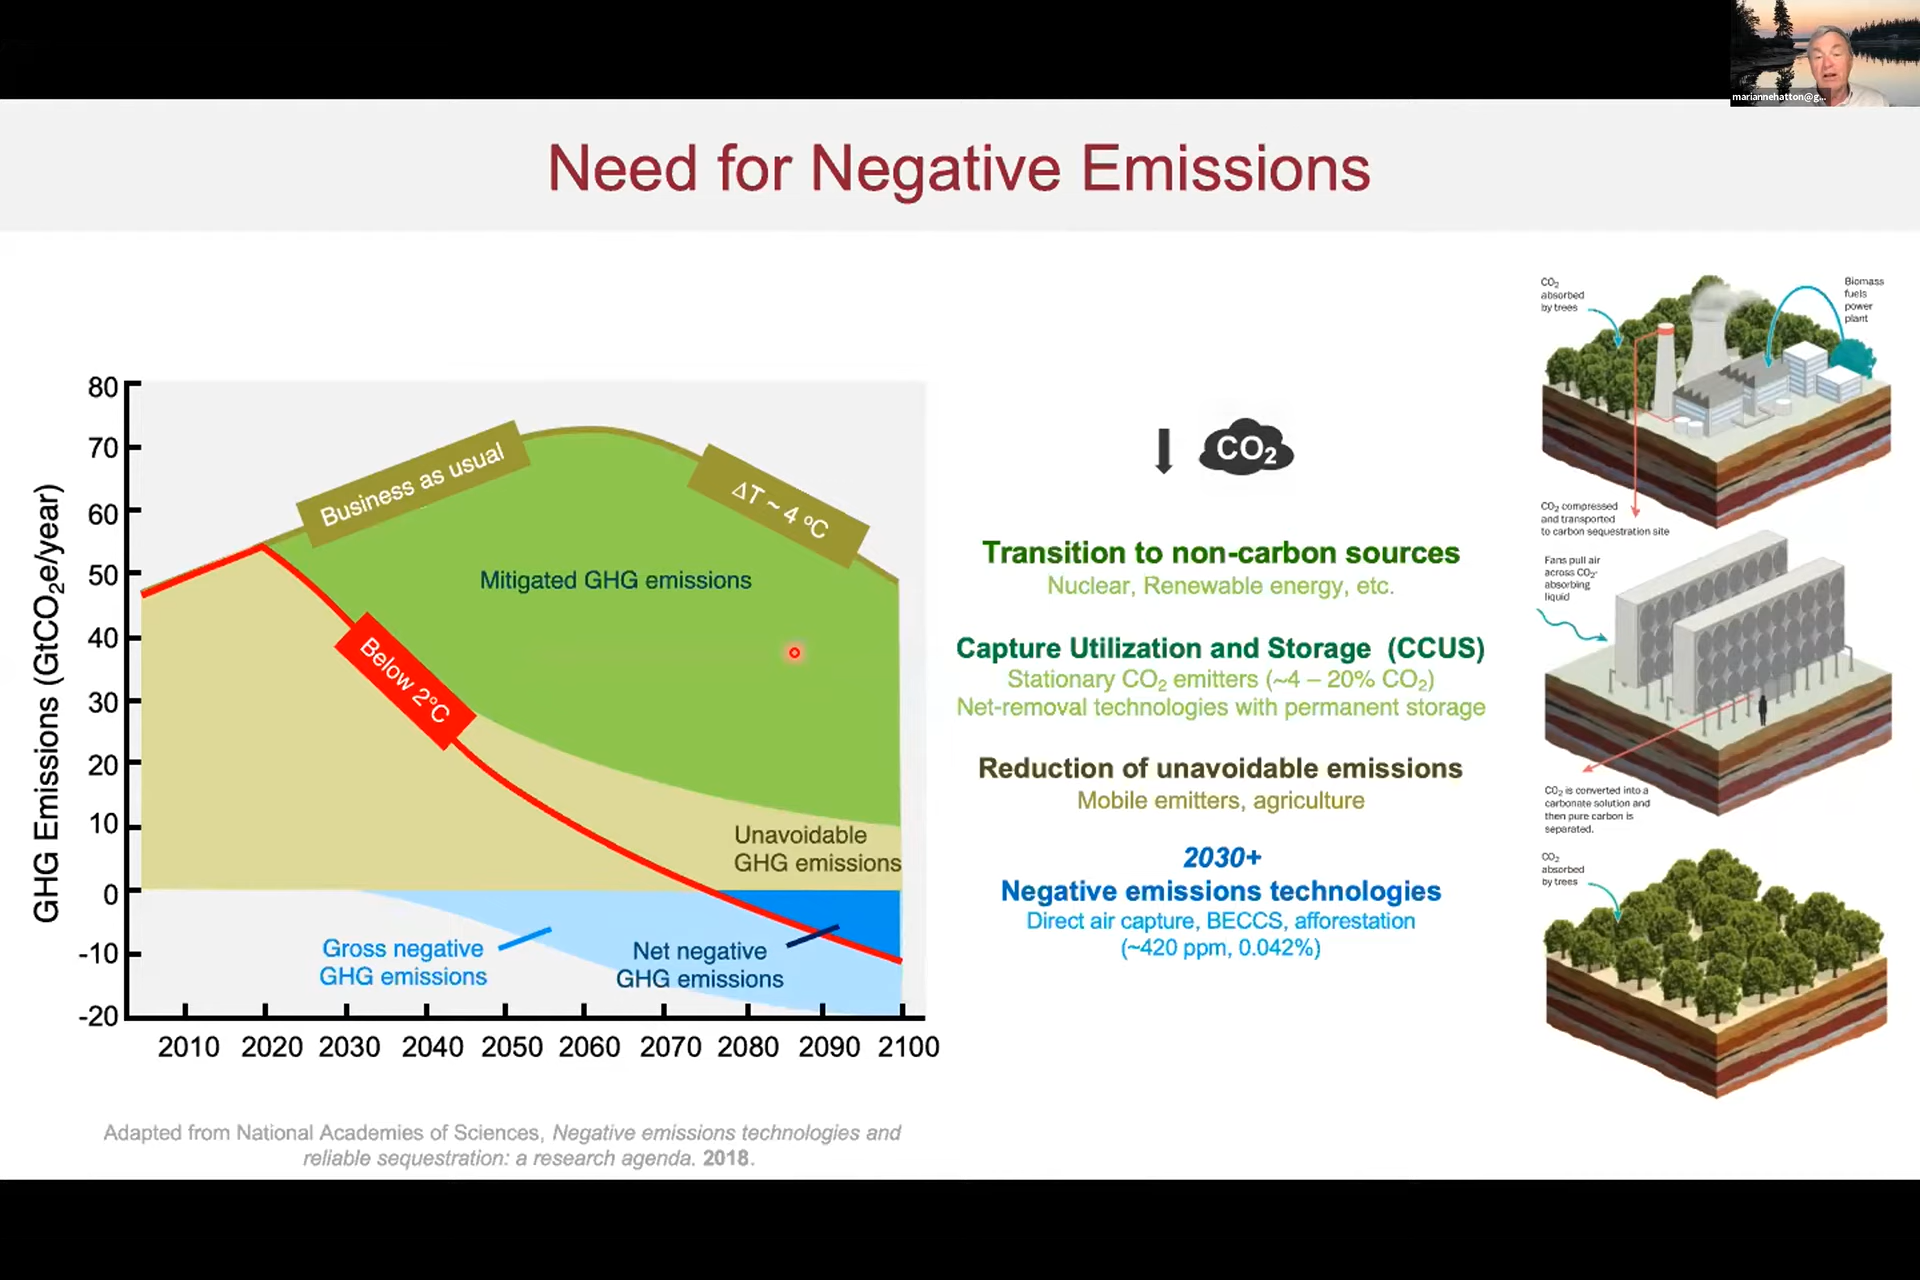 mariannehatton@g...
Need for Negative Emissions
GHG Emissions (GtCO₂e/year)
80
70
60
50
40
30
20
10
0
-10
-20
2010 2020 2030 2040 2050 2060 2070 2080 2090 2100
Business as usual
ΔT ~ 4 °C
Mitigated GHG emissions
Below 2°C
Unavoidable
GHG emissions
Gross negative
GHG emissions
Net negative
GHG emissions
Adapted from National Academies of Sciences, Negative emissions technologies and
reliable sequestration: a research agenda. 2018.
CO₂
Transition to non-carbon sources
Nuclear, Renewable energy, etc.
Capture Utilization and Storage (CCUS)
Stationary CO₂ emitters (~4 – 20% CO₂)
Net-removal technologies with permanent storage
Reduction of unavoidable emissions
Mobile emitters, agriculture
2030+
Negative emissions technologies
Direct air capture, BECCS, afforestation
(~420 ppm, 0.042%)
CO₂
absorbed
by trees
Biomass
fuels
power
plant
CO₂ compressed
and transported
to carbon sequestration site
Fans pull air
across CO₂-
absorbing
liquid
CO₂ is converted into a
carbonate solution and
then pure carbon is
separated.
CO₂
absorbed
by trees